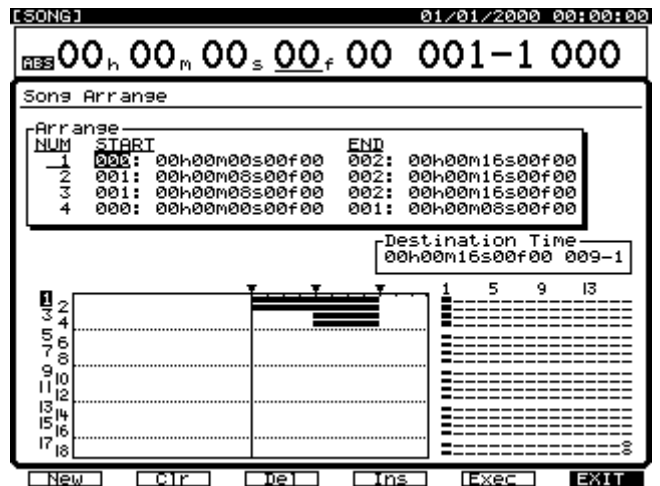 [SONG] 01/01/2000 00:00:00
ABS 00h 00m 00s 00f 00 001-1 000
Song Arrange
Arrange
NUM START END
1 000: 00h00m00s00f00 002: 00h00m16s00f00
2 001: 00h00m08s00f00 002: 00h00m16s00f00
3 001: 00h00m08s00f00 002: 00h00m16s00f00
4 000: 00h00m00s00f00 001: 00h00m08s00f00
Destination Time
00h00m16s00f00 009-1
1 5 9 13
1
2
3
4
5
6
7
8
9
10
11
12
13
14
15
16
17
18
8
New Clr Del Ins Exec EXIT